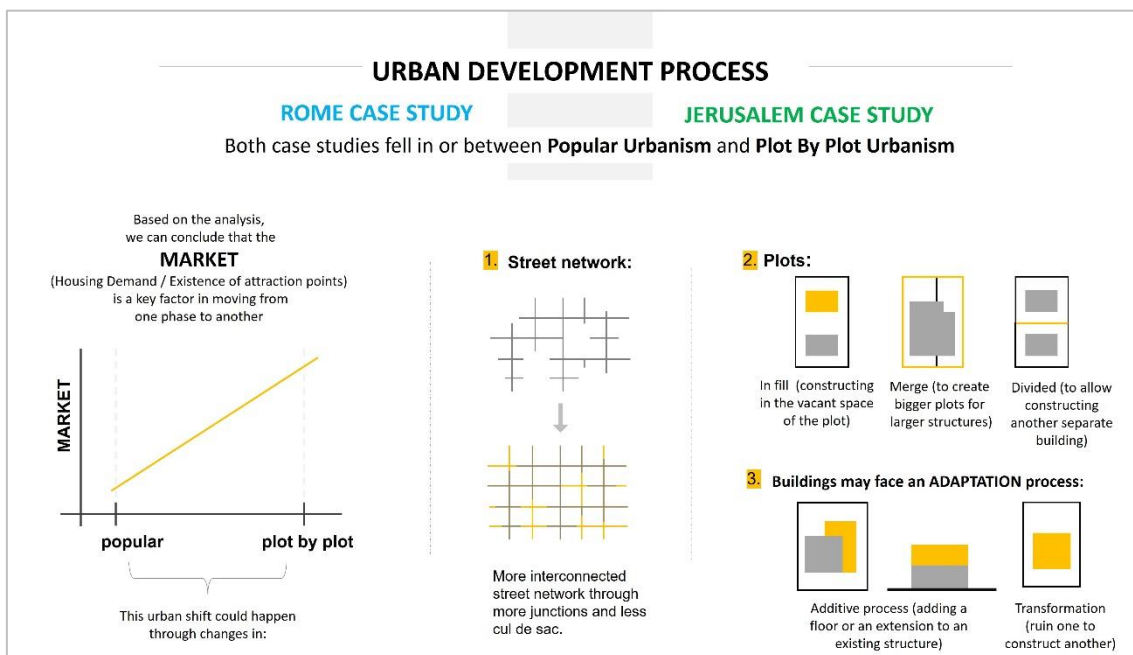 URBAN DEVELOPMENT PROCESS
ROME CASE STUDY
JERUSALEM CASE STUDY
Both case studies fell in or between Popular Urbanism and Plot By Plot Urbanism
Based on the analysis,
we can conclude that the
MARKET
(Housing Demand / Existence of attraction points)
is a key factor in moving from
one phase to another
MARKET
popular
plot by plot
This urban shift could happen
through changes in:
1. Street network:
More interconnected
street network through
more junctions and less
cul de sac.
2. Plots:
In fill (constructing
in the vacant space
of the plot)
Merge (to create
bigger plots for
larger structures)
Divided (to allow
constructing
another separate
building)
3. Buildings may face an ADAPTATION process:
Additive process (adding a
floor or an extension to an
existing structure)
Transformation
(ruin one to
construct another)